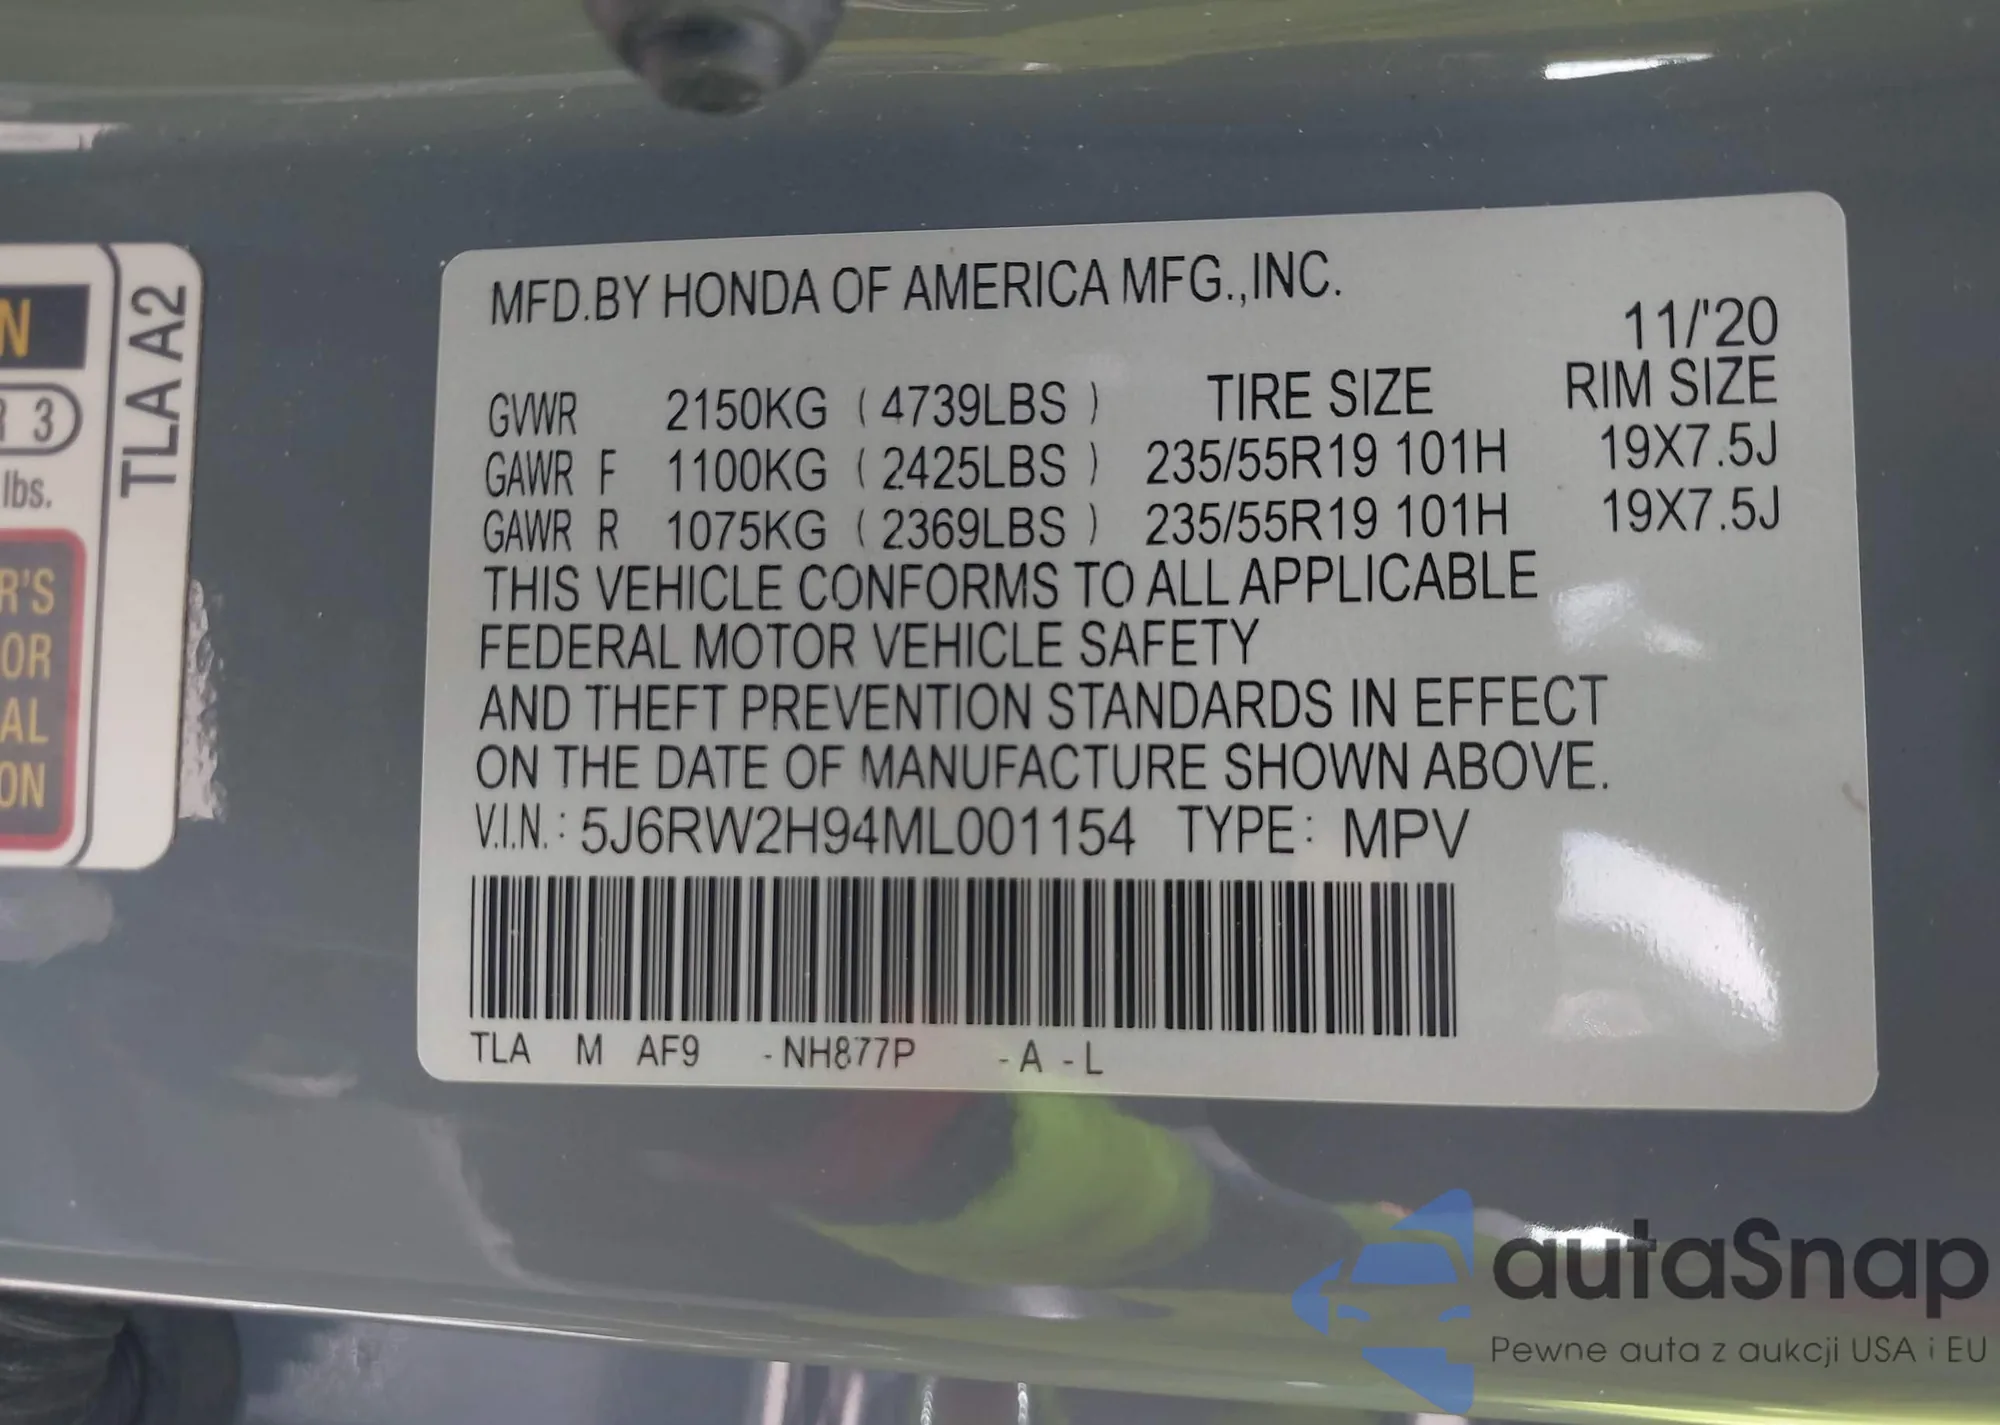 MFD.BY HONDA OF AMERICA MFG.,INC.
11/'20
GVWR 2150KG ( 4739LBS ) TIRE SIZE RIM SIZE
GAWR F 1100KG ( 2425LBS ) 235/55R19 101H 19X7.5J
GAWR R 1075KG ( 2369LBS ) 235/55R19 101H 19X7.5J
THIS VEHICLE CONFORMS TO ALL APPLICABLE
FEDERAL MOTOR VEHICLE SAFETY
AND THEFT PREVENTION STANDARDS IN EFFECT
ON THE DATE OF MANUFACTURE SHOWN ABOVE.
V.I.N.: 5J6RW2H94ML001154 TYPE: MPV
TLA M AF9 -NH877P -A -L
TLA A2
3
lbs.
autaSnap
Pewne auta z aukcji USA i EU